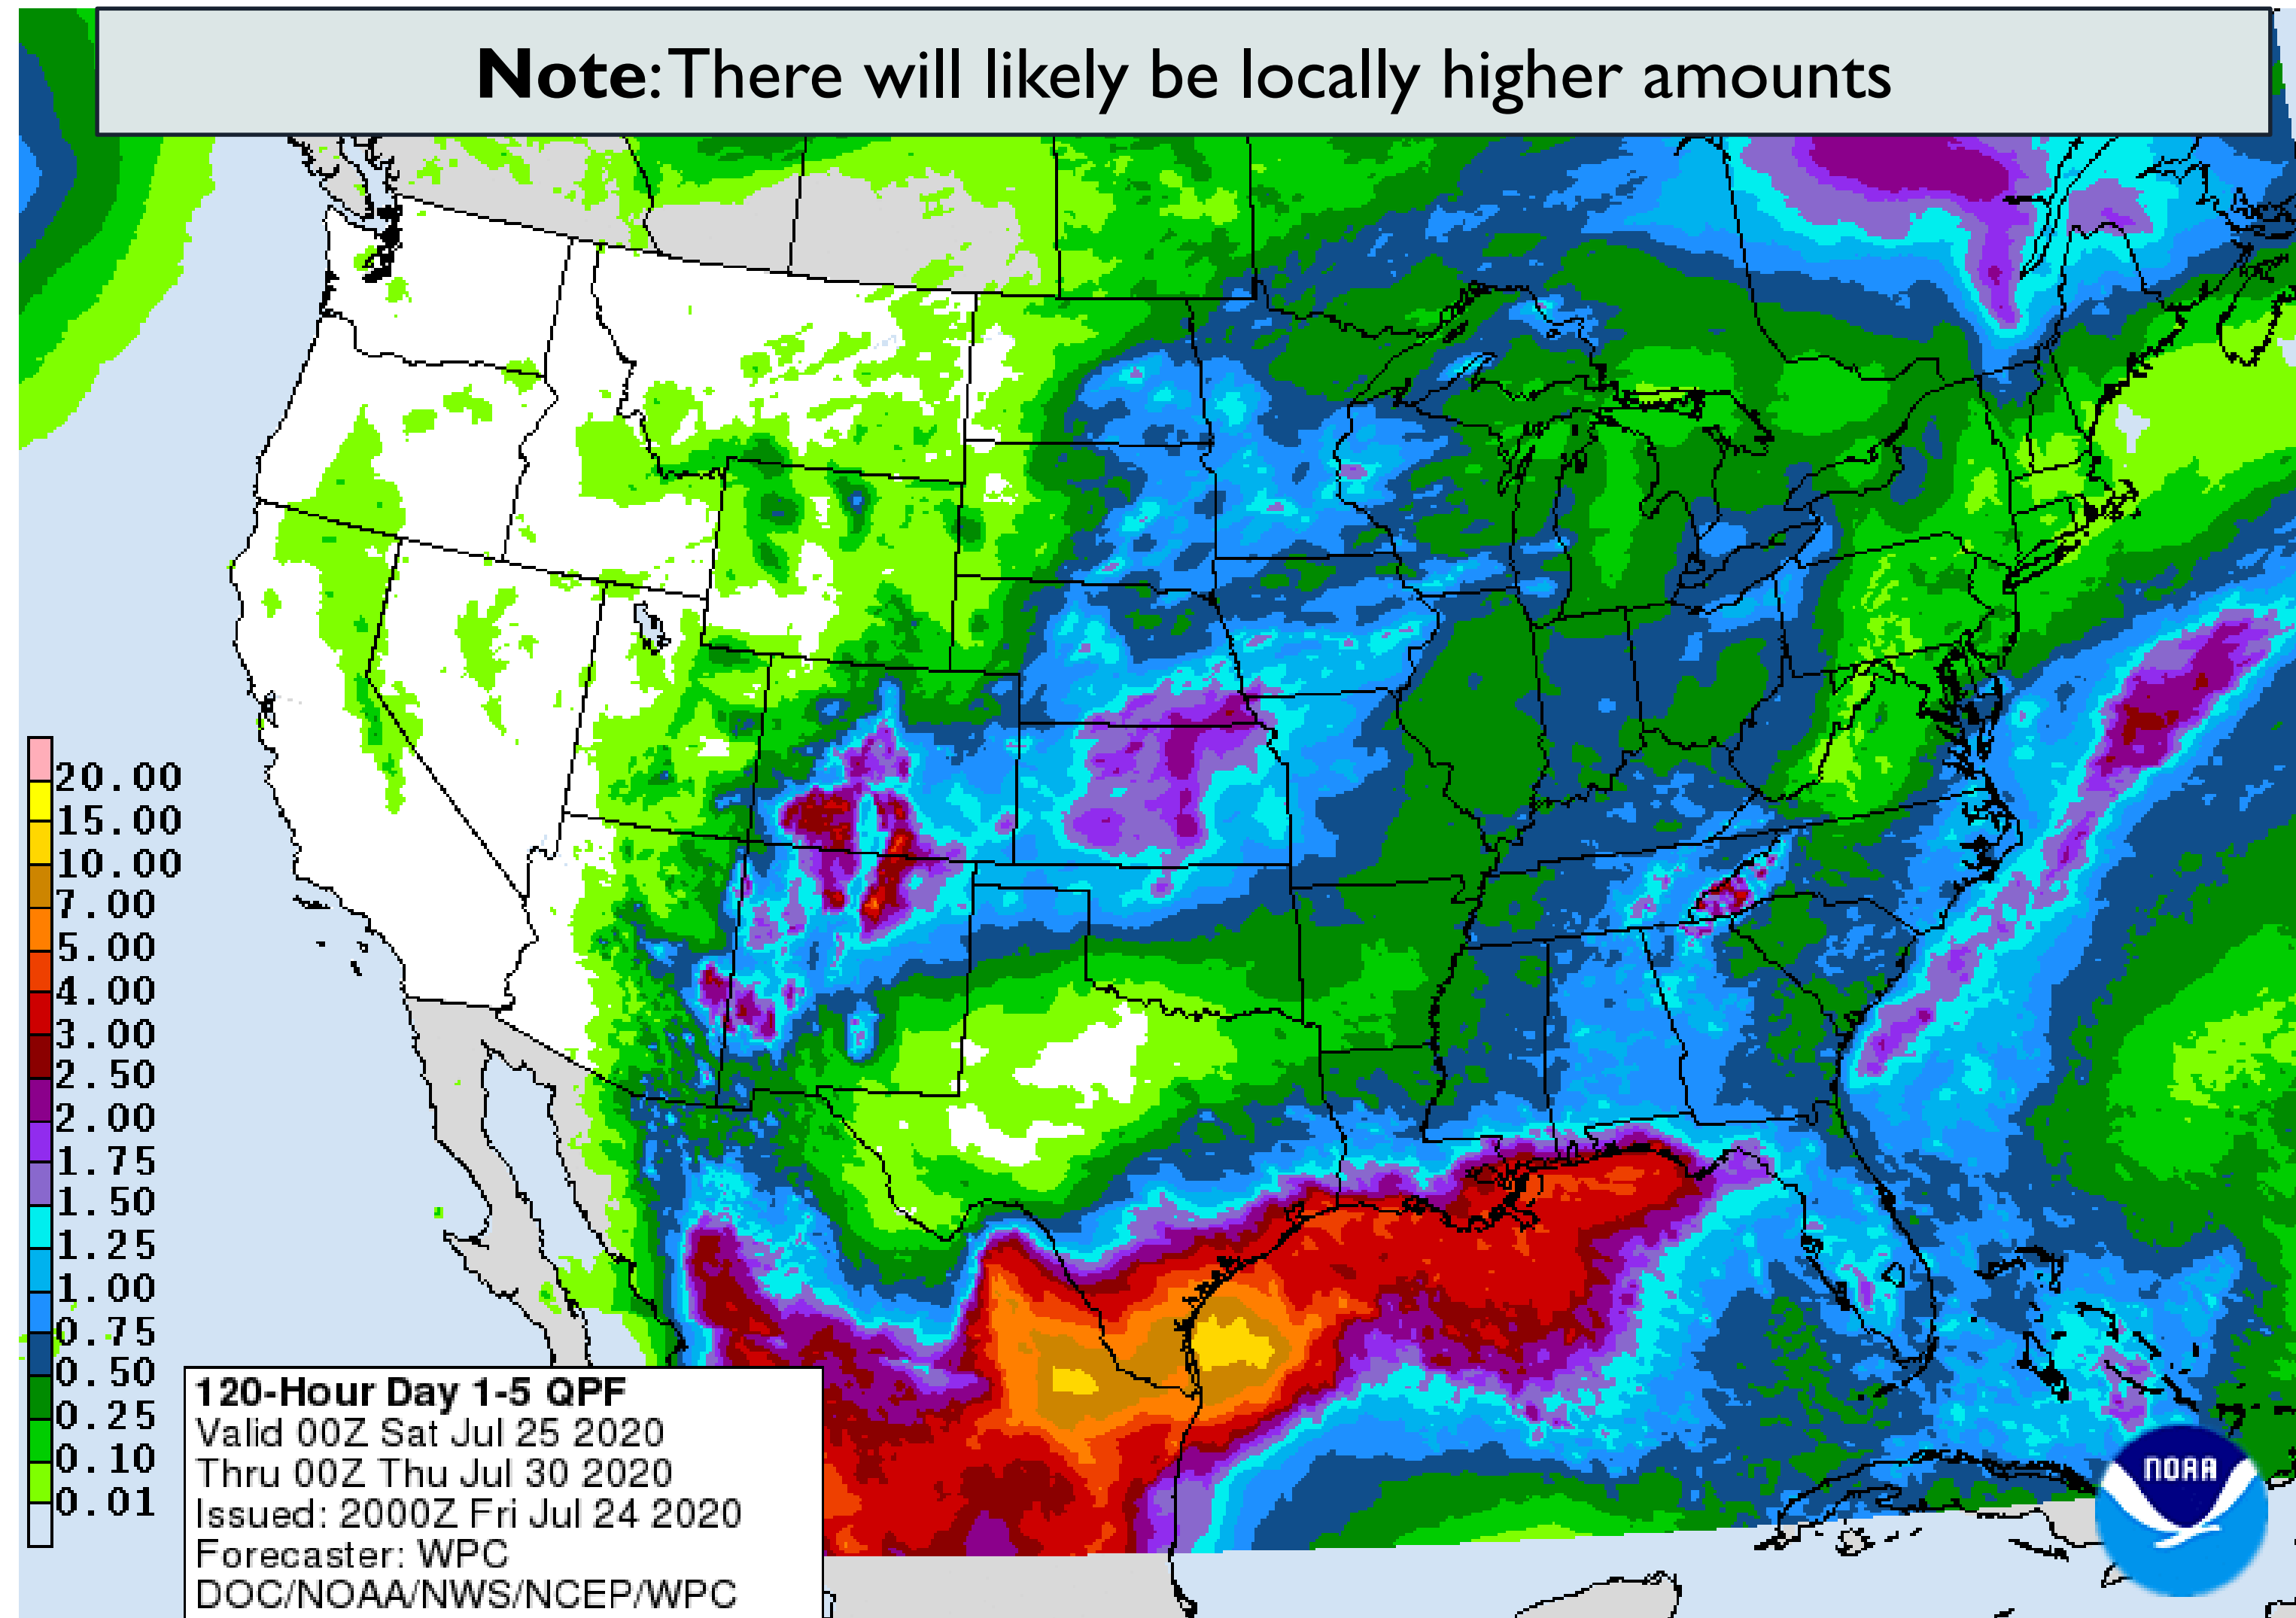 Note: There will likely be locally higher amounts
20.00
15.00
10.00
7.00
5.00
4.00
3.00
2.50
2.00
1.75
1.50
1.25
1.00
0.75
0.50
0.25
0.10
0.01
120-Hour Day 1-5 QPF
Valid 00Z Sat Jul 25 2020
Thru 00Z Thu Jul 30 2020
Issued: 2000Z Fri Jul 24 2020
Forecaster: WPC
DOC/NOAA/NWS/NCEP/WPC
NOAA